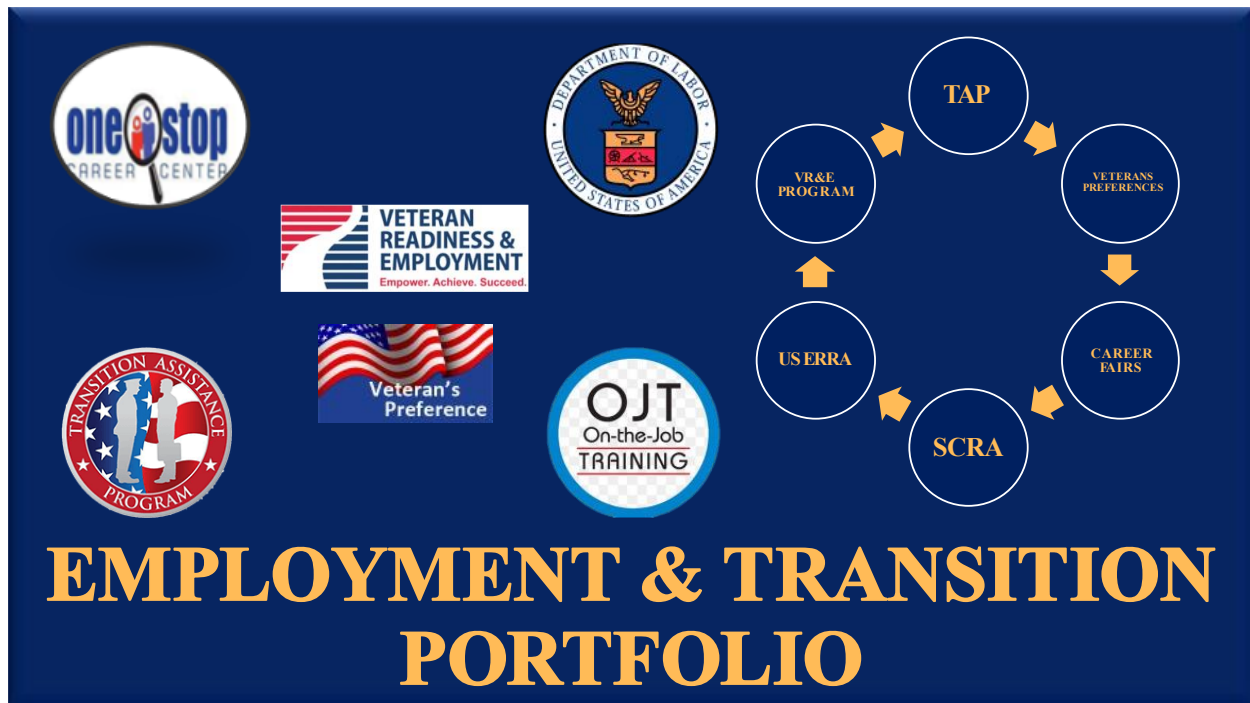 one stop
CAREER CENTER
DEPARTMENT OF LABOR
UNITED STATES OF AMERICA
VETERAN
READINESS &
EMPLOYMENT
Empower. Achieve. Succeed.
TRANSITION ASSISTANCE
PROGRAM
Veteran's
Preference
OJT
On-the-Job
TRAINING
TAP
VETERANS
PREFERENCES
CAREER
FAIRS
SCRA
US ERRA
VR&E
PROGRAM
EMPLOYMENT & TRANSITION
PORTFOLIO